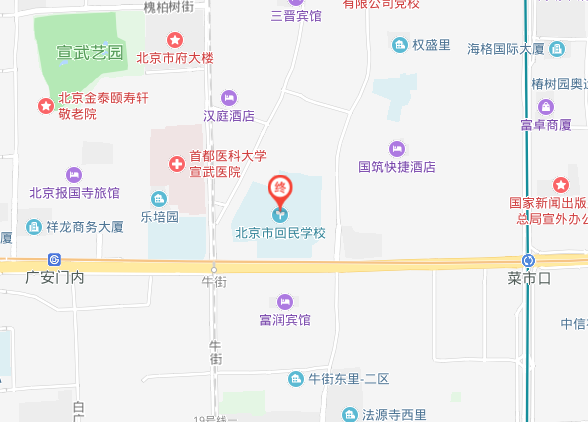 槐柏树街
三晋宾馆
有限公司党校
宣武艺园
北京市府大楼
权盛里
海格国际大厦
椿树园奥运
北京金泰颐寿轩
敬老院
汉庭酒店
富卓商厦
首都医科大学
宣武医院
国筑快捷酒店
北京报国寺旅馆
国家新闻出版
总局宣外办公
乐培园
终
祥龙商务大厦
北京市回民学校
厦
广安门内
牛街
菜市口
富润宾馆
中信
牛街
牛街东里-二区
白广
法源寺西里
19号线一